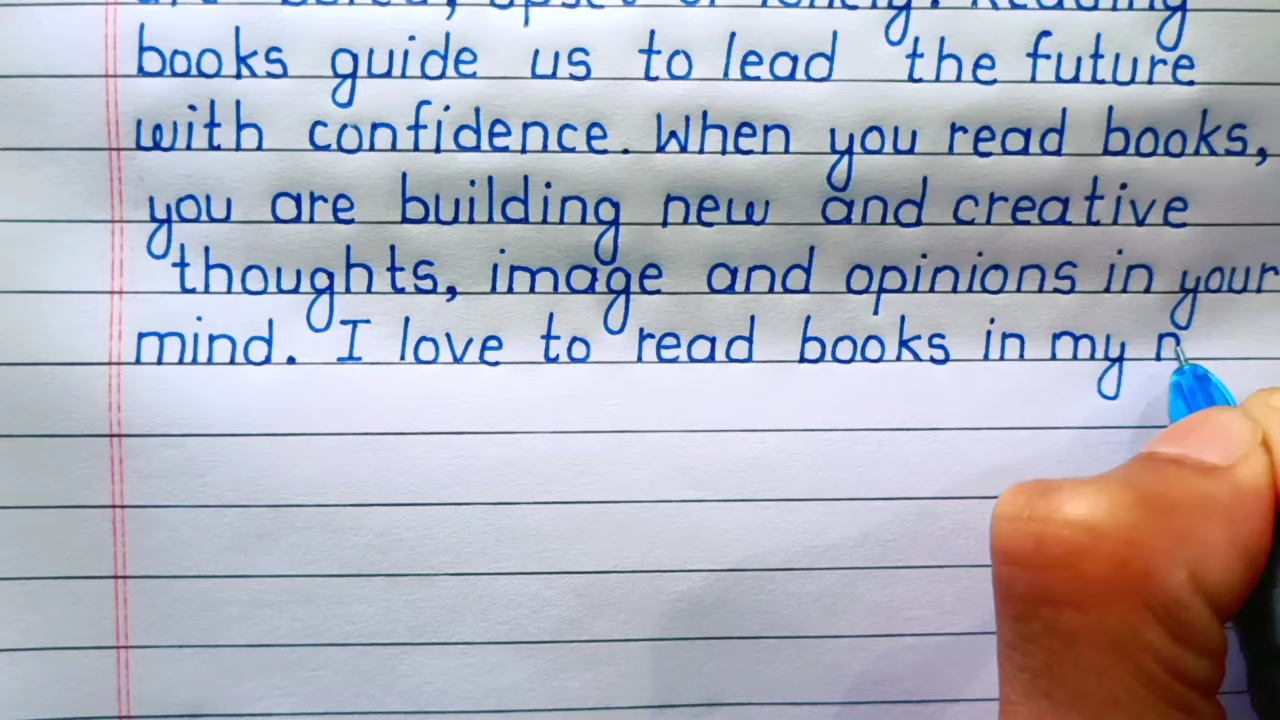 books guide us to lead the future
with confidence. When you read books,
you are building new and creative
thoughts, image and opinions in your
mind. I love to read books in my